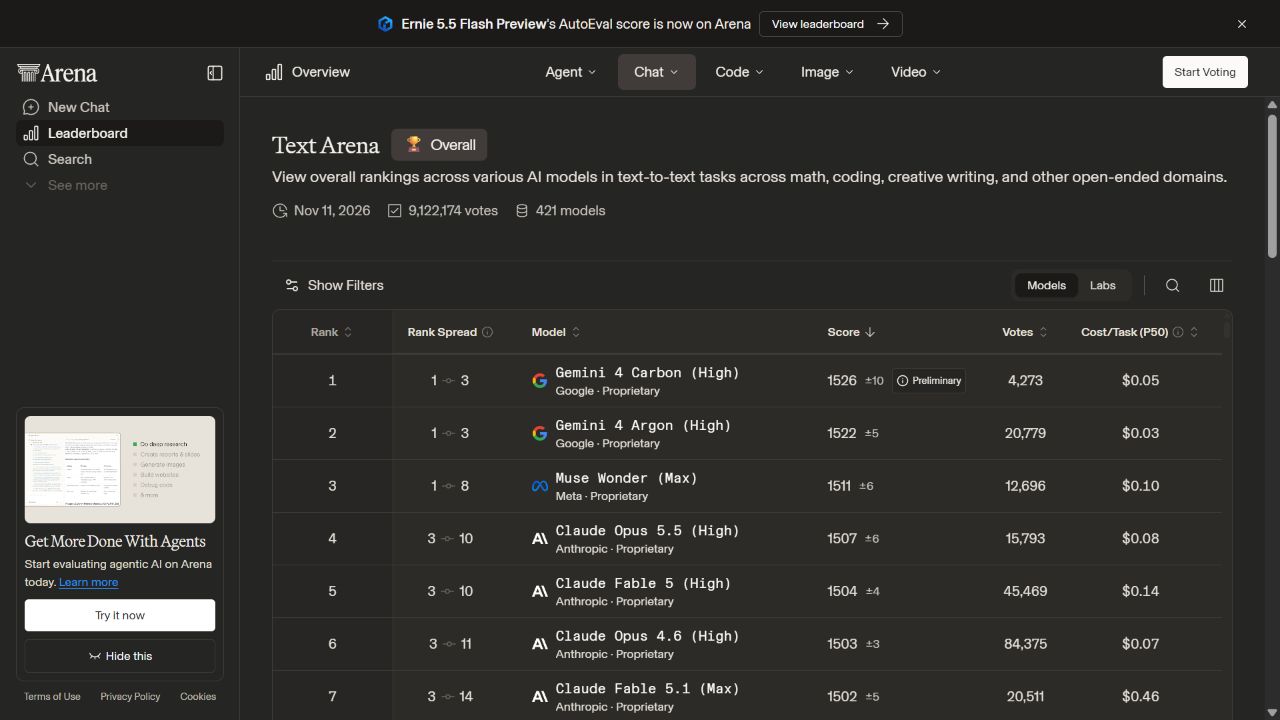 Ernie 5.5 Flash Preview's AutoEval score is now on Arena View leaderboard
Arena
Overview
Agent
Chat
Code
Image
Video
Start Voting
New Chat
Leaderboard
Search
See more
Text Arena
Overall
View overall rankings across various AI models in text-to-text tasks across math, coding, creative writing, and other open-ended domains.
Nov 11, 2026 9,122,174 votes 421 models
Show Filters
Models Labs
Rank Rank Spread Model Score Votes Cost/Task (P50)
1 1 3 Gemini 4 Carbon (High) 1526 ±10 Preliminary 4,273 $0.05
Google · Proprietary
2 1 3 Gemini 4 Argon (High) 1522 ±5 20,779 $0.03
Google · Proprietary
3 1 8 Muse Wonder (Max) 1511 ±6 12,696 $0.10
Meta · Proprietary
4 3 10 Claude Opus 5.5 (High) 1507 ±6 15,793 $0.08
Anthropic · Proprietary
5 3 10 Claude Fable 5 (High) 1504 ±4 45,469 $0.14
Anthropic · Proprietary
6 3 11 Claude Opus 4.6 (High) 1503 ±3 84,375 $0.07
Anthropic · Proprietary
7 3 14 Claude Fable 5.1 (Max) 1502 ±5 20,511 $0.46
Anthropic · Proprietary
Do deep research
Create reports & slides
Generate images
Build websites
Debug code
& more
Get More Done With Agents
Start evaluating agentic AI on Arena
today. Learn more
Try it now
Hide this
Terms of Use Privacy Policy Cookies